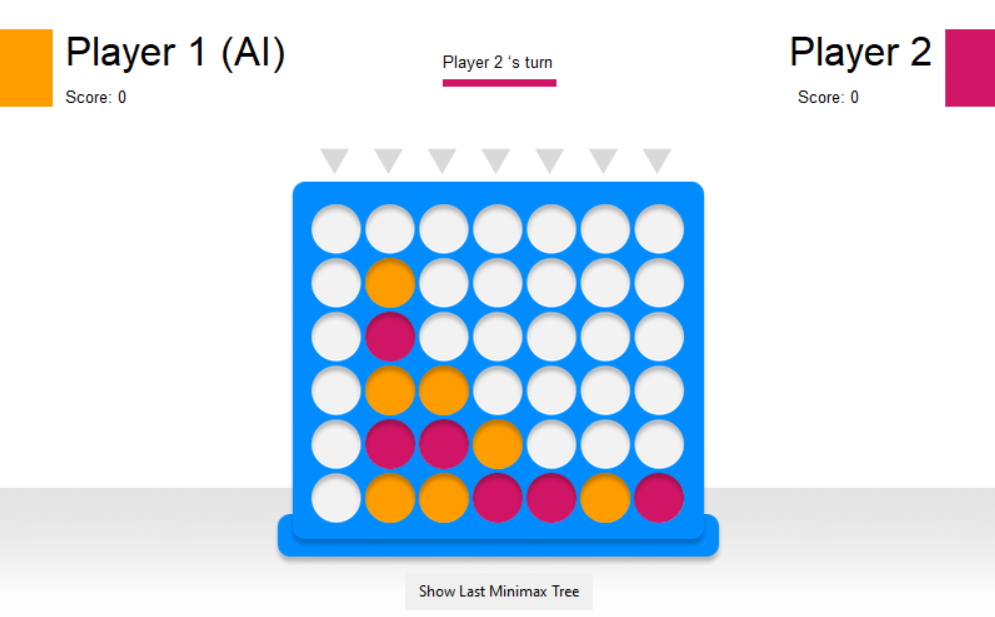 Player 1 (AI)
Score: 0
Player 2 ‘s turn
Player 2
Score: 0
Show Last Minimax Tree